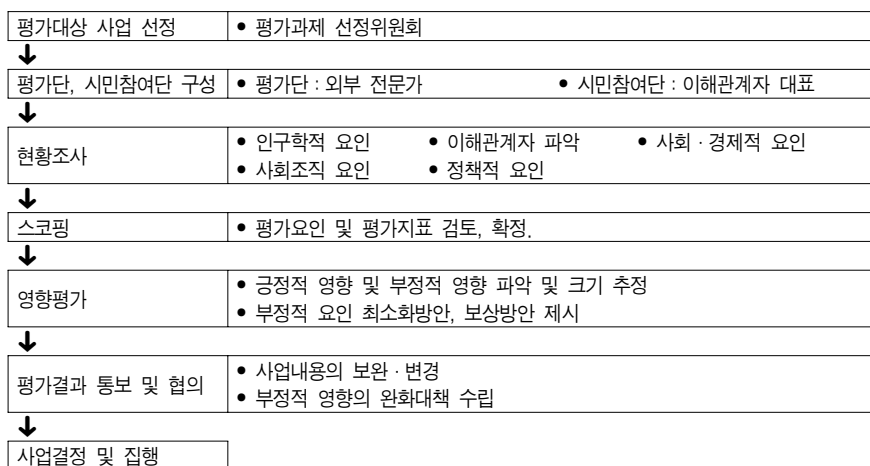 평가대상 사업 선정 • 평가과제 선정위원회
평가단, 시민참여단 구성 • 평가단 : 외부 전문가 • 시민참여단 : 이해관계자 대표
현황조사
• 인구학적 요인 • 이해관계자 파악 • 사회·경제적 요인
• 사회조직 요인 • 정책적 요인
스코핑 • 평가요인 및 평가지표 검토, 확정.
영향평가
• 긍정적 영향 및 부정적 영향 파악 및 크기 추정
• 부정적 요인 최소화방안, 보상방안 제시
평가결과 통보 및 협의
• 사업내용의 보완·변경
• 부정적 영향의 완화대책 수립
사업결정 및 집행